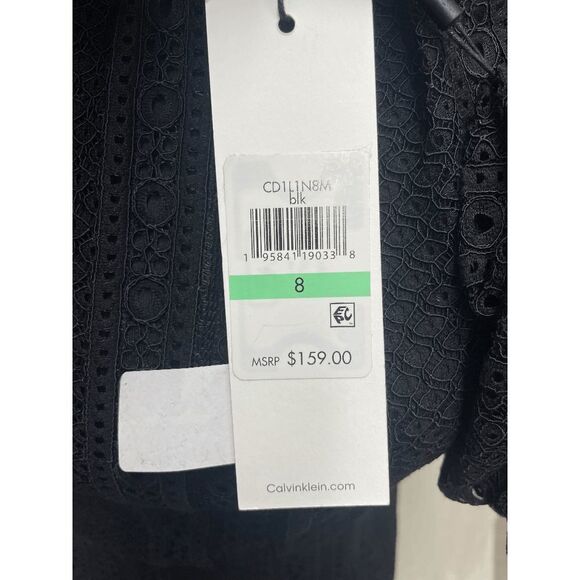 CD1L1N8M
blk
1 95841 19033 8
8
MSRP $159.00
Calvinklein.com